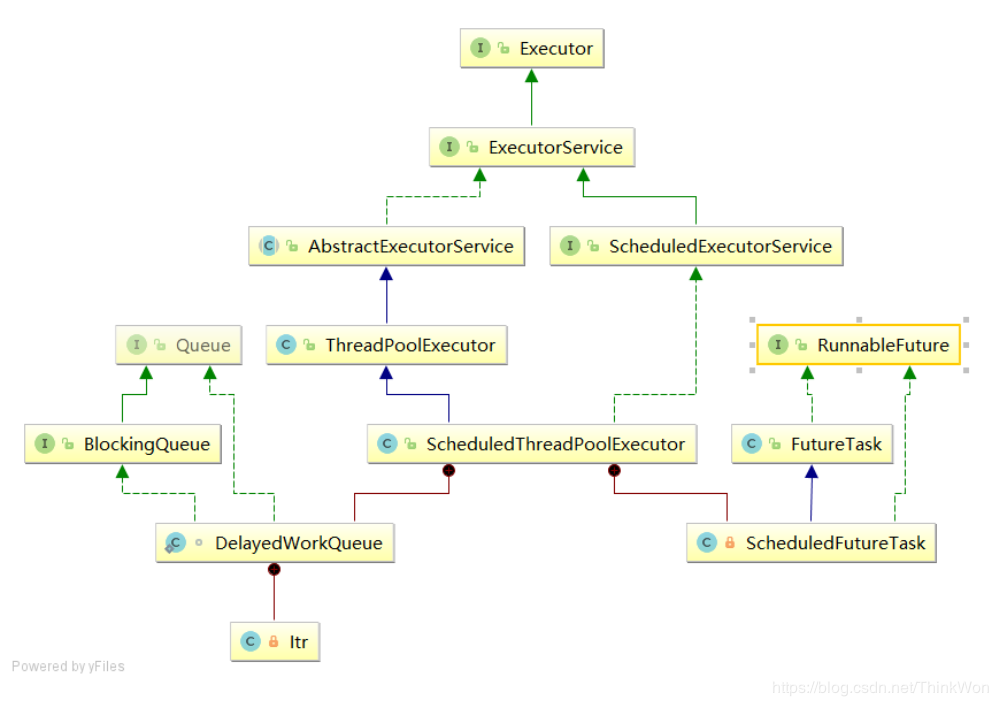 I Executor
I ExecutorService
C AbstractExecutorService
I ScheduledExecutorService
I Queue
C ThreadPoolExecutor
I RunnableFuture
I BlockingQueue
C ScheduledThreadPoolExecutor
C FutureTask
C DelayedWorkQueue
C ScheduledFutureTask
C Itr
Powered by yFiles
https://blog.csdn.net/ThinkWon